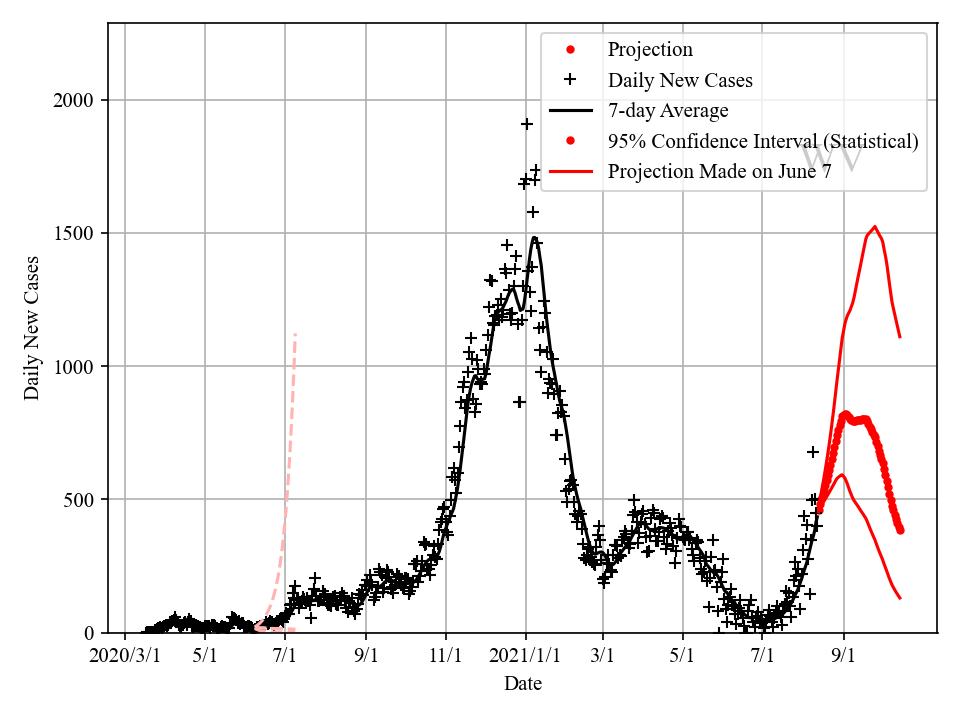 Projection
Daily New Cases
7-day Average
95% Confidence Interval (Statistical)
Projection Made on June 7
WV
Daily New Cases
2000
1500
1000
500
0
2020/3/1 5/1 7/1 9/1 11/1 2021/1/1 3/1 5/1 7/1 9/1
Date